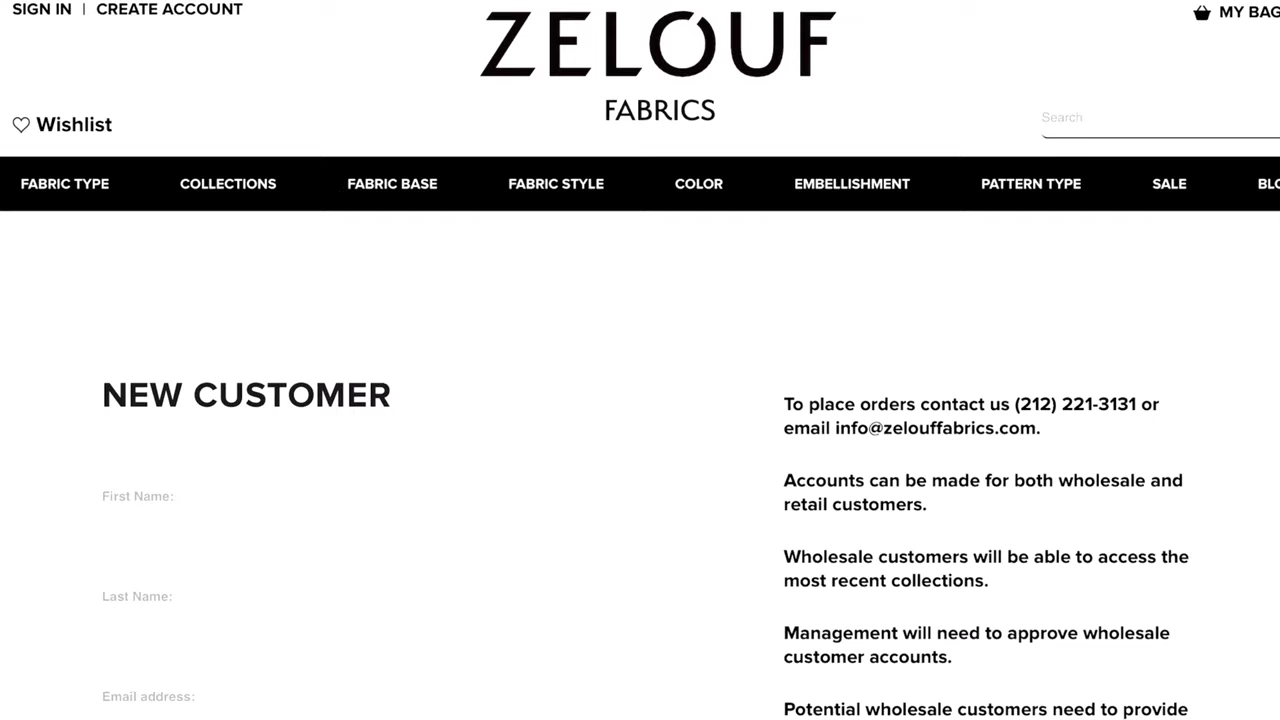 SIGN IN | CREATE ACCOUNT
MY BAG
ZELOUF
FABRICS
Wishlist
Search
FABRIC TYPE COLLECTIONS FABRIC BASE FABRIC STYLE COLOR EMBELLISHMENT PATTERN TYPE SALE
NEW CUSTOMER
First Name:
Last Name:
Email address:
To place orders contact us (212) 221-3131 or
email info@zelouffabrics.com.
Accounts can be made for both wholesale and
retail customers.
Wholesale customers will be able to access the
most recent collections.
Management will need to approve wholesale
customer accounts.
Potential wholesale customers need to provide